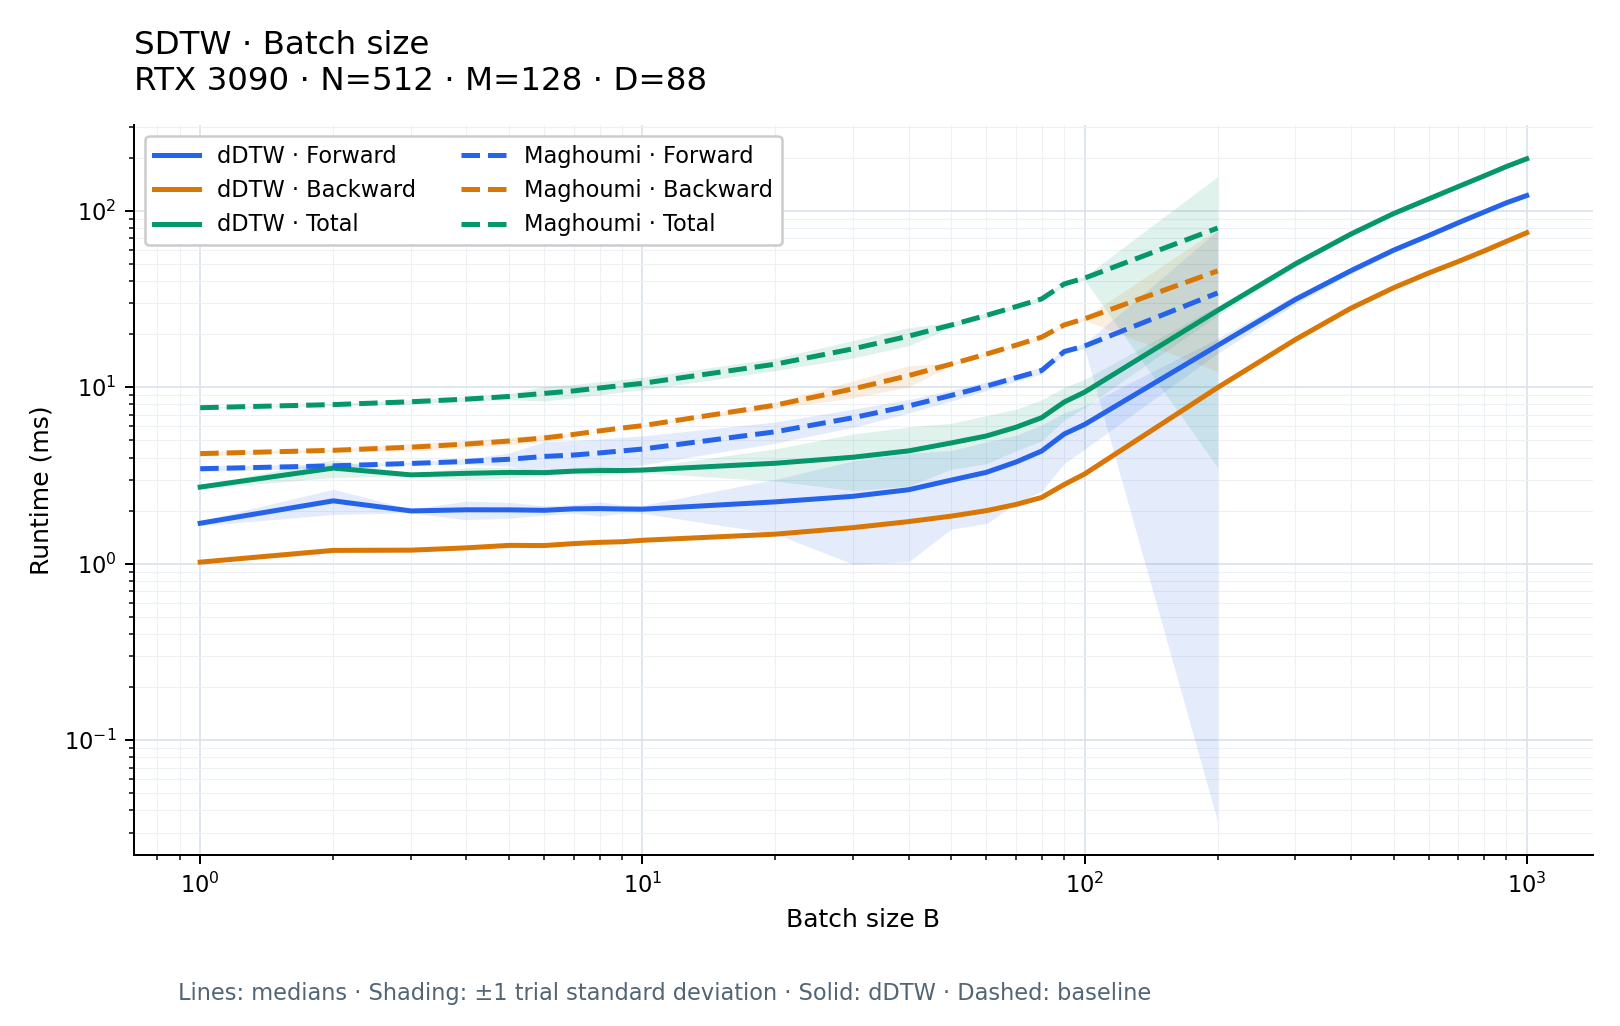 SDTW · Batch size
RTX 3090 · N=512 · M=128 · D=88
dDTW · Forward
dDTW · Backward
dDTW · Total
Maghoumi · Forward
Maghoumi · Backward
Maghoumi · Total
Runtime (ms)
10²
10¹
10⁰
10⁻¹
10⁰
10¹
10²
10³
Batch size B
Lines: medians · Shading: ±1 trial standard deviation · Solid: dDTW · Dashed: baseline